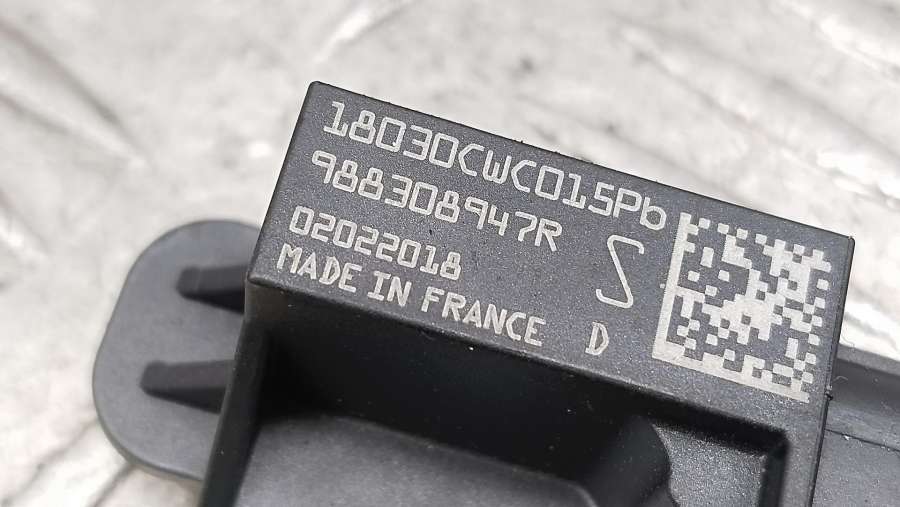 18030CWC015Pb
988308947R
02022018 S
MADE IN FRANCE D